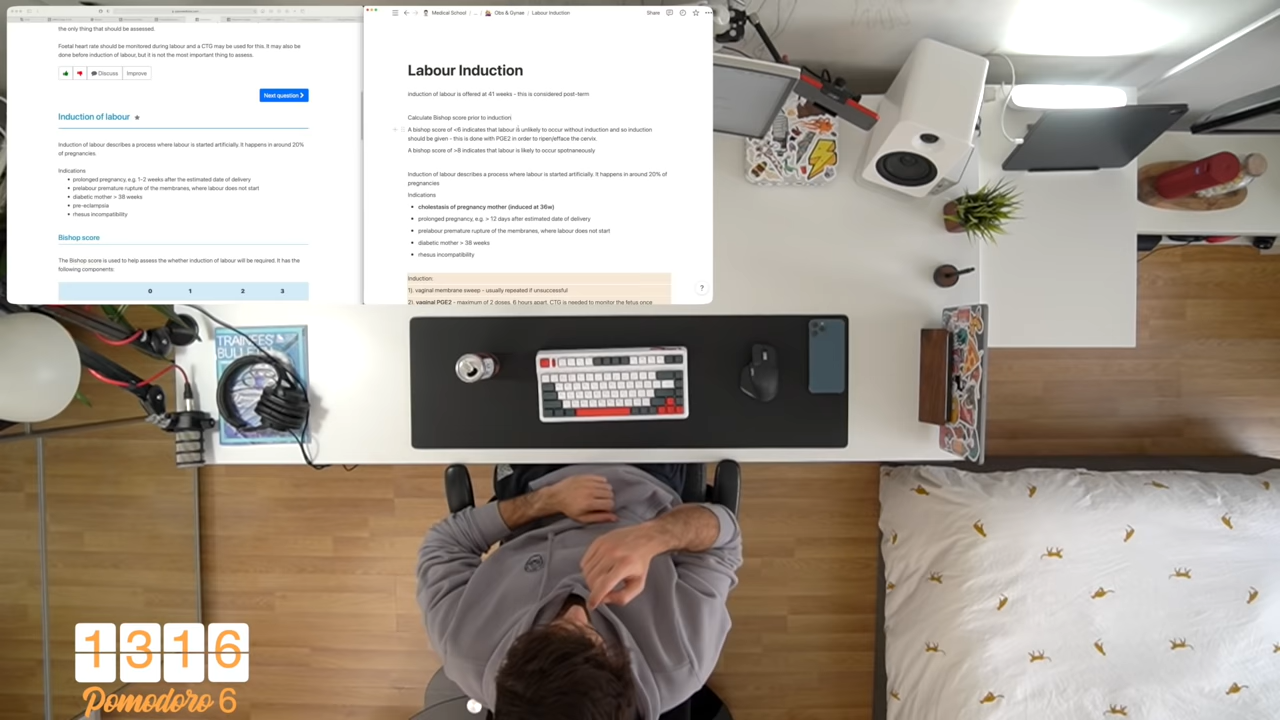 the only thing that should be assessed.
Foetal heart rate should be monitored during labour and a CTG may be used for this. It may also be
done before induction of labour, but it is not the most important thing to assess.
Discuss
Improve
Next question
Induction of labour
Induction of labour describes a process where labour is started artificially. It happens in around 20%
of pregnancies.
Indications
prolonged pregnancy, e.g. 1-2 weeks after the estimated date of delivery
prelabour premature rupture of the membranes, where labour does not start
diabetic mother > 38 weeks
pre-eclampsia
rhesus incompatibility
Bishop score
The Bishop score is used to help assess the whether induction of labour will be required. It has the
following components:
0 1 2 3
Medical School / ... / Obs & Gynae / Labour Induction
Share
Labour Induction
induction of labour is offered at 41 weeks - this is considered post-term
Calculate Bishop score prior to induction
A bishop score of <6 indicates that labour is unlikely to occur without induction and so induction
should be given - this is done with PGE2 in order to ripen/efface the cervix.
A bishop score of >8 indicates that labour is likely to occur spotnaneously
Induction of labour describes a process where labour is started artificially. It happens in around 20% of
pregnancies
Indications
cholestasis of pregnancy mother (induced at 36w)
prolonged pregnancy, e.g. > 12 days after estimated date of delivery
prelabour premature rupture of the membranes, where labour does not start
diabetic mother > 38 weeks
rhesus incompatibility
Induction:
1). vaginal membrane sweep - usually repeated if unsuccessful
2). vaginal PGE2 - maximum of 2 doses, 6 hours apart. CTG is needed to monitor the fetus once
?
TRAINEES'
BULLETIN
1316
Pomodoro 6